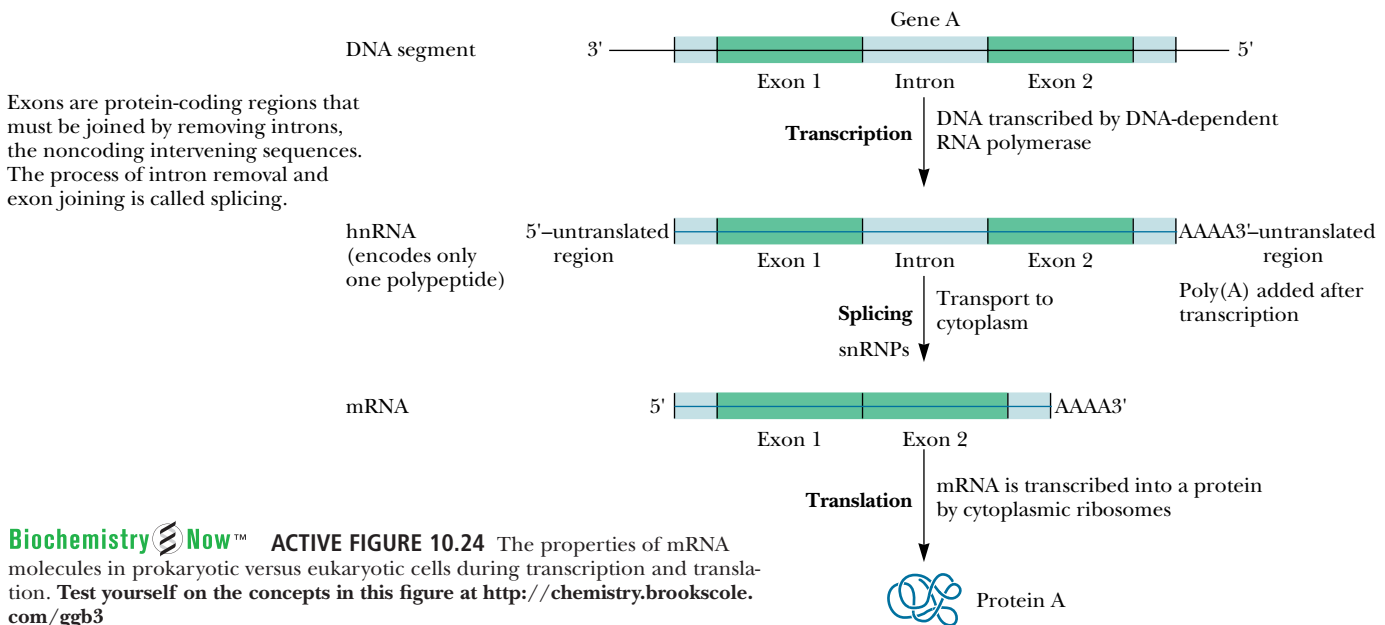 Gene A
DNA segment
3'
5'
Exon 1
Intron
Exon 2
Exons are protein-coding regions that
must be joined by removing introns,
the noncoding intervening sequences.
The process of intron removal and
exon joining is called splicing.
Transcription
DNA transcribed by DNA-dependent
RNA polymerase
hnRNA
(encodes only
one polypeptide)
5'–untranslated
region
Exon 1
Intron
Exon 2
AAAA3'–untranslated
region
Poly(A) added after
transcription
Splicing
snRNPs
Transport to
cytoplasm
mRNA
5'
AAAA3'
Exon 1
Exon 2
Translation
mRNA is transcribed into a protein
by cytoplasmic ribosomes
Protein A
Biochemistry Now™ ACTIVE FIGURE 10.24 The properties of mRNA
molecules in prokaryotic versus eukaryotic cells during transcription and transla-
tion. Test yourself on the concepts in this figure at http://chemistry.brookscole.
com/ggb3